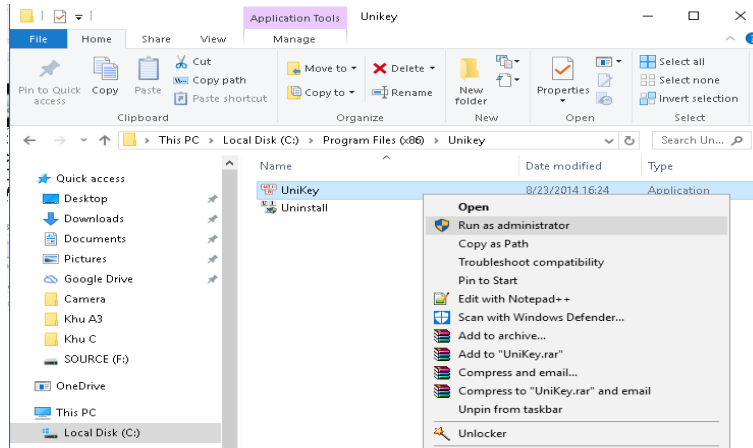 Application Tools Unikey
File Home Share View Manage
Pin to Quick access
Copy
Paste
Cut
Copy path
Paste shortcut
Clipboard
Move to
Copy to
Delete
Rename
Organize
New folder
New
Properties
Open
Select all
Select none
Invert selection
Select
This PC > Local Disk (C:) > Program Files (x86) > Unikey
Search Un...
Name Date modified Type
UniKey 8/23/2014 16:24 Application
Uninstall
Quick access
Desktop
Downloads
Documents
Pictures
Google Drive
Camera
Khu A3
Khu C
SOURCE (F:)
OneDrive
This PC
Local Disk (C:)
Open
Run as administrator
Copy as Path
Troubleshoot compatibility
Pin to Start
Edit with Notepad++
Scan with Windows Defender...
Add to archive...
Add to "UniKey.rar"
Compress and email...
Compress to "UniKey.rar" and email
Unpin from taskbar
Unlocker